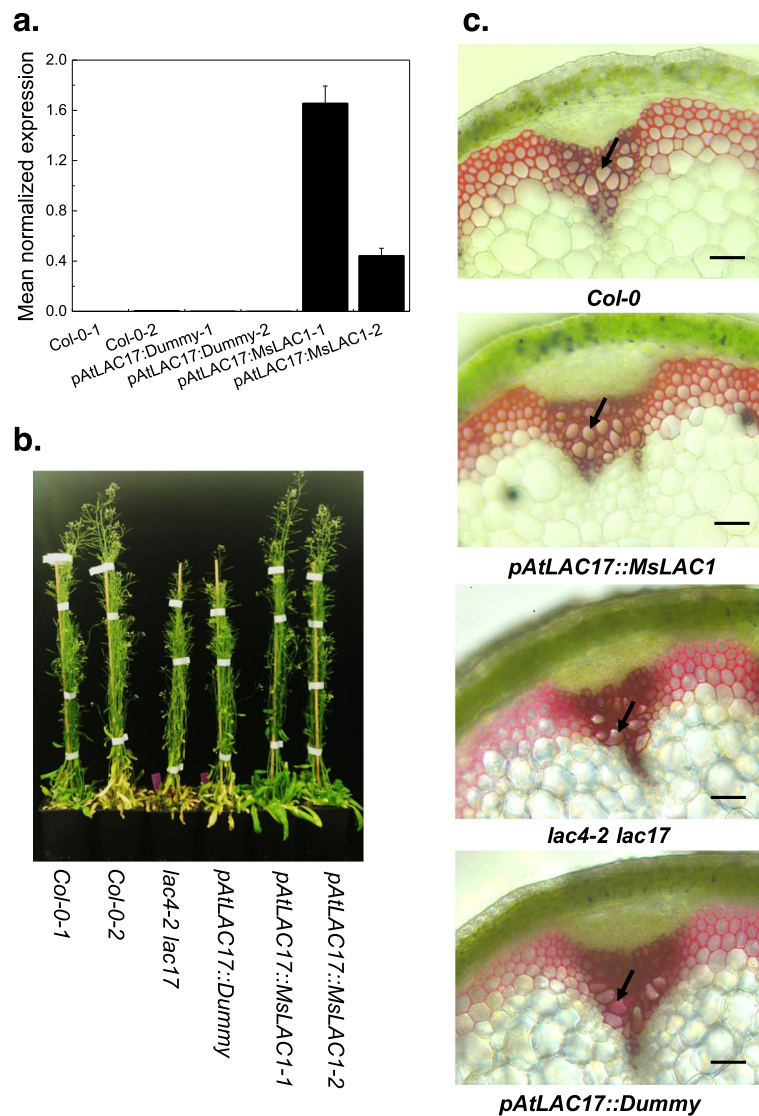 a.
Mean normalized expression
2.0
1.6
1.2
0.8
0.4
0.0
Col-0-1
Col-0-2
pAtLAC17:Dummy-1
pAtLAC17:Dummy-2
pAtLAC17:MsLAC1-1
pAtLAC17:MsLAC1-2
b.
Col-0-1
Col-0-2
lac4-2 lac17
pAtLAC17::Dummy
pAtLAC17::MsLAC1-1
pAtLAC17::MsLAC1-2
c.
Col-0
pAtLAC17::MsLAC1
lac4-2 lac17
pAtLAC17::Dummy